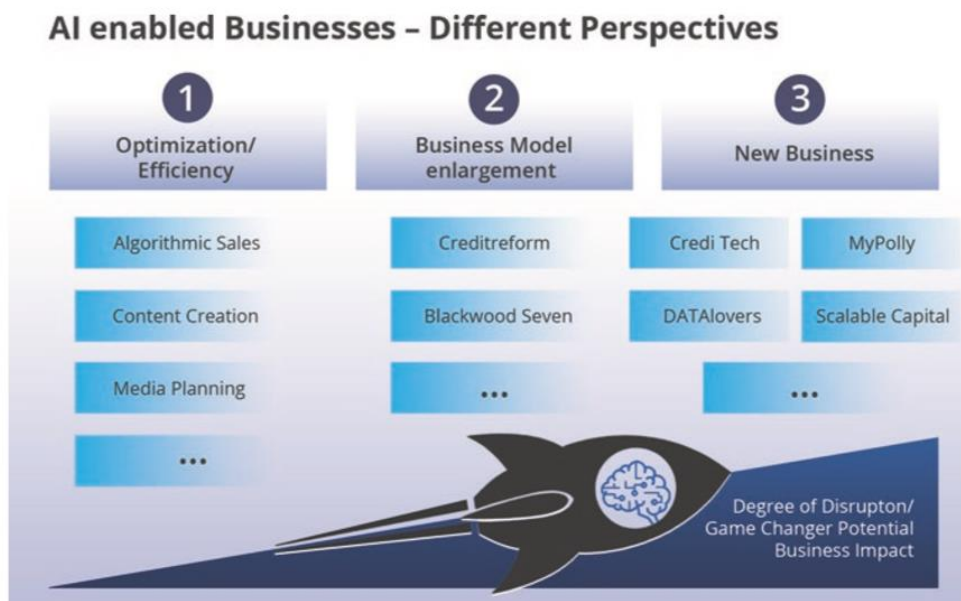 AI enabled Businesses – Different Perspectives
1
Optimization/
Efficiency
Algorithmic Sales
Content Creation
Media Planning
...
2
Business Model
enlargement
Creditreform
Blackwood Seven
...
3
New Business
Credi Tech
MyPolly
DATAlovers
Scalable Capital
...
Degree of Disrupton/
Game Changer Potential
Business Impact